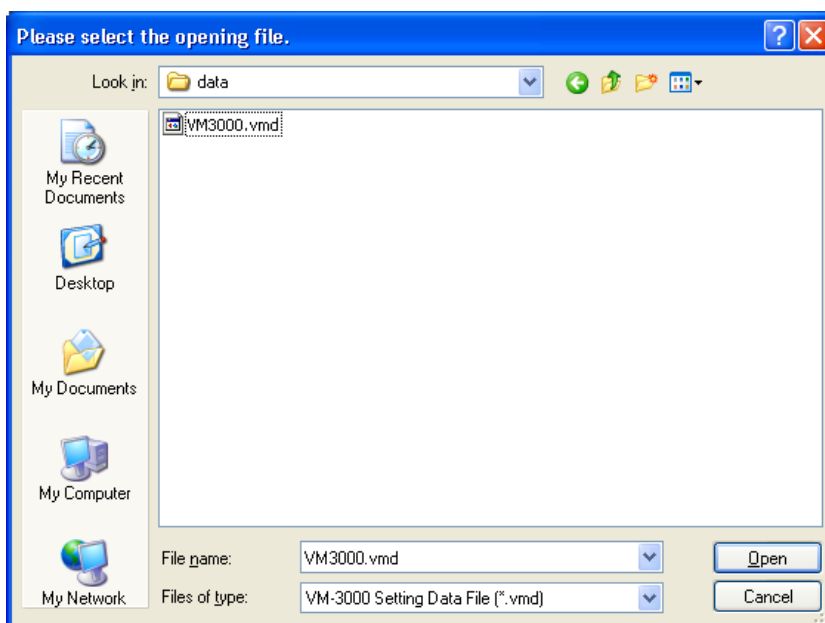 Please select the opening file.
Look in: data
VM3000.vmd
My Recent
Documents
Desktop
My Documents
My Computer
My Network
File name: VM3000.vmd Open
Files of type: VM-3000 Setting Data File (*.vmd) Cancel